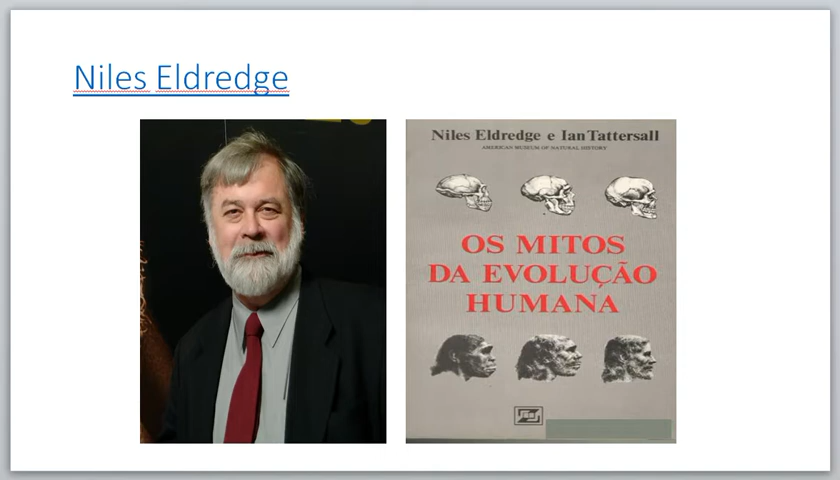 Niles Eldredge
Niles Eldredge e Ian Tattersall
AMERICAN MUSEUM OF NATURAL HISTORY
OS MITOS
DA EVOLUÇÃO
HUMANA